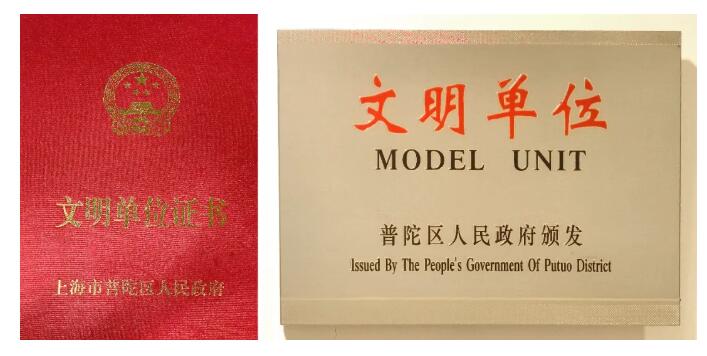 文明单位证书
上海市普陀区人民政府
文明单位
MODEL UNIT
普陀区人民政府颁发
Issued By The People's Government Of Putuo District